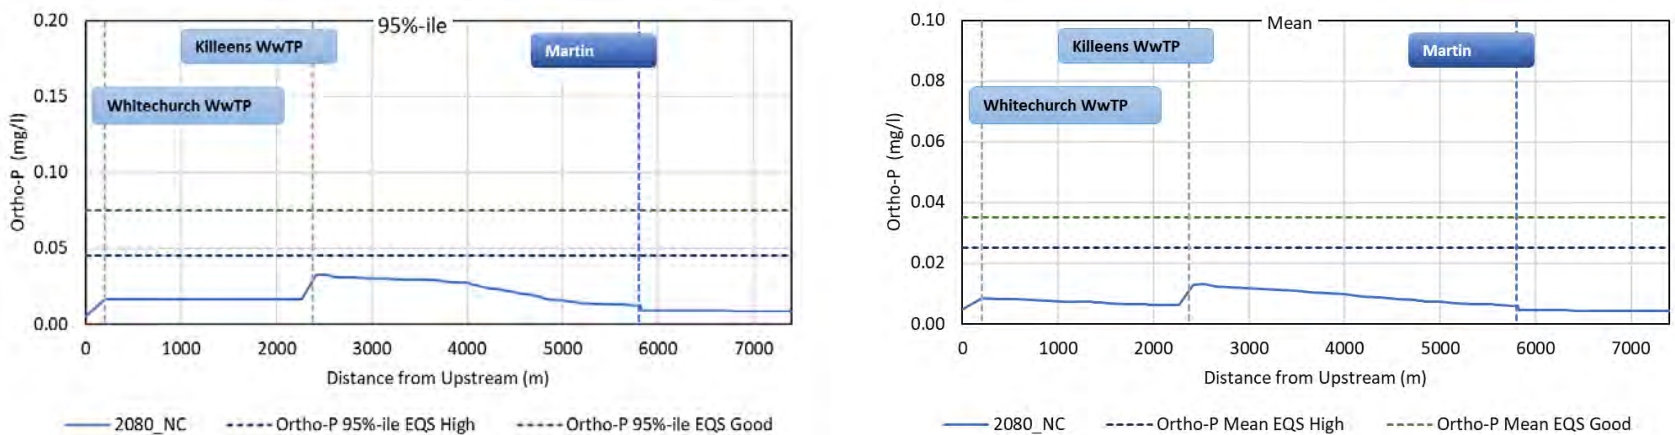 95%-ile
0.20
0.15
0.10
0.05
0.00
Ortho-P (mg/l)
Killeens WwTP
Martin
Whitechurch WwTP
0 1000 2000 3000 4000 5000 6000 7000
Distance from Upstream (m)
2080_NC Ortho-P 95%-ile EQS High Ortho-P 95%-ile EQS Good
Mean
0.10
0.08
0.06
0.04
0.02
0.00
Ortho-P (mg/l)
Killeens WwTP
Martin
Whitechurch WwTP
0 1000 2000 3000 4000 5000 6000 7000
Distance from Upstream (m)
2080_NC Ortho-P Mean EQS High Ortho-P Mean EQS Good